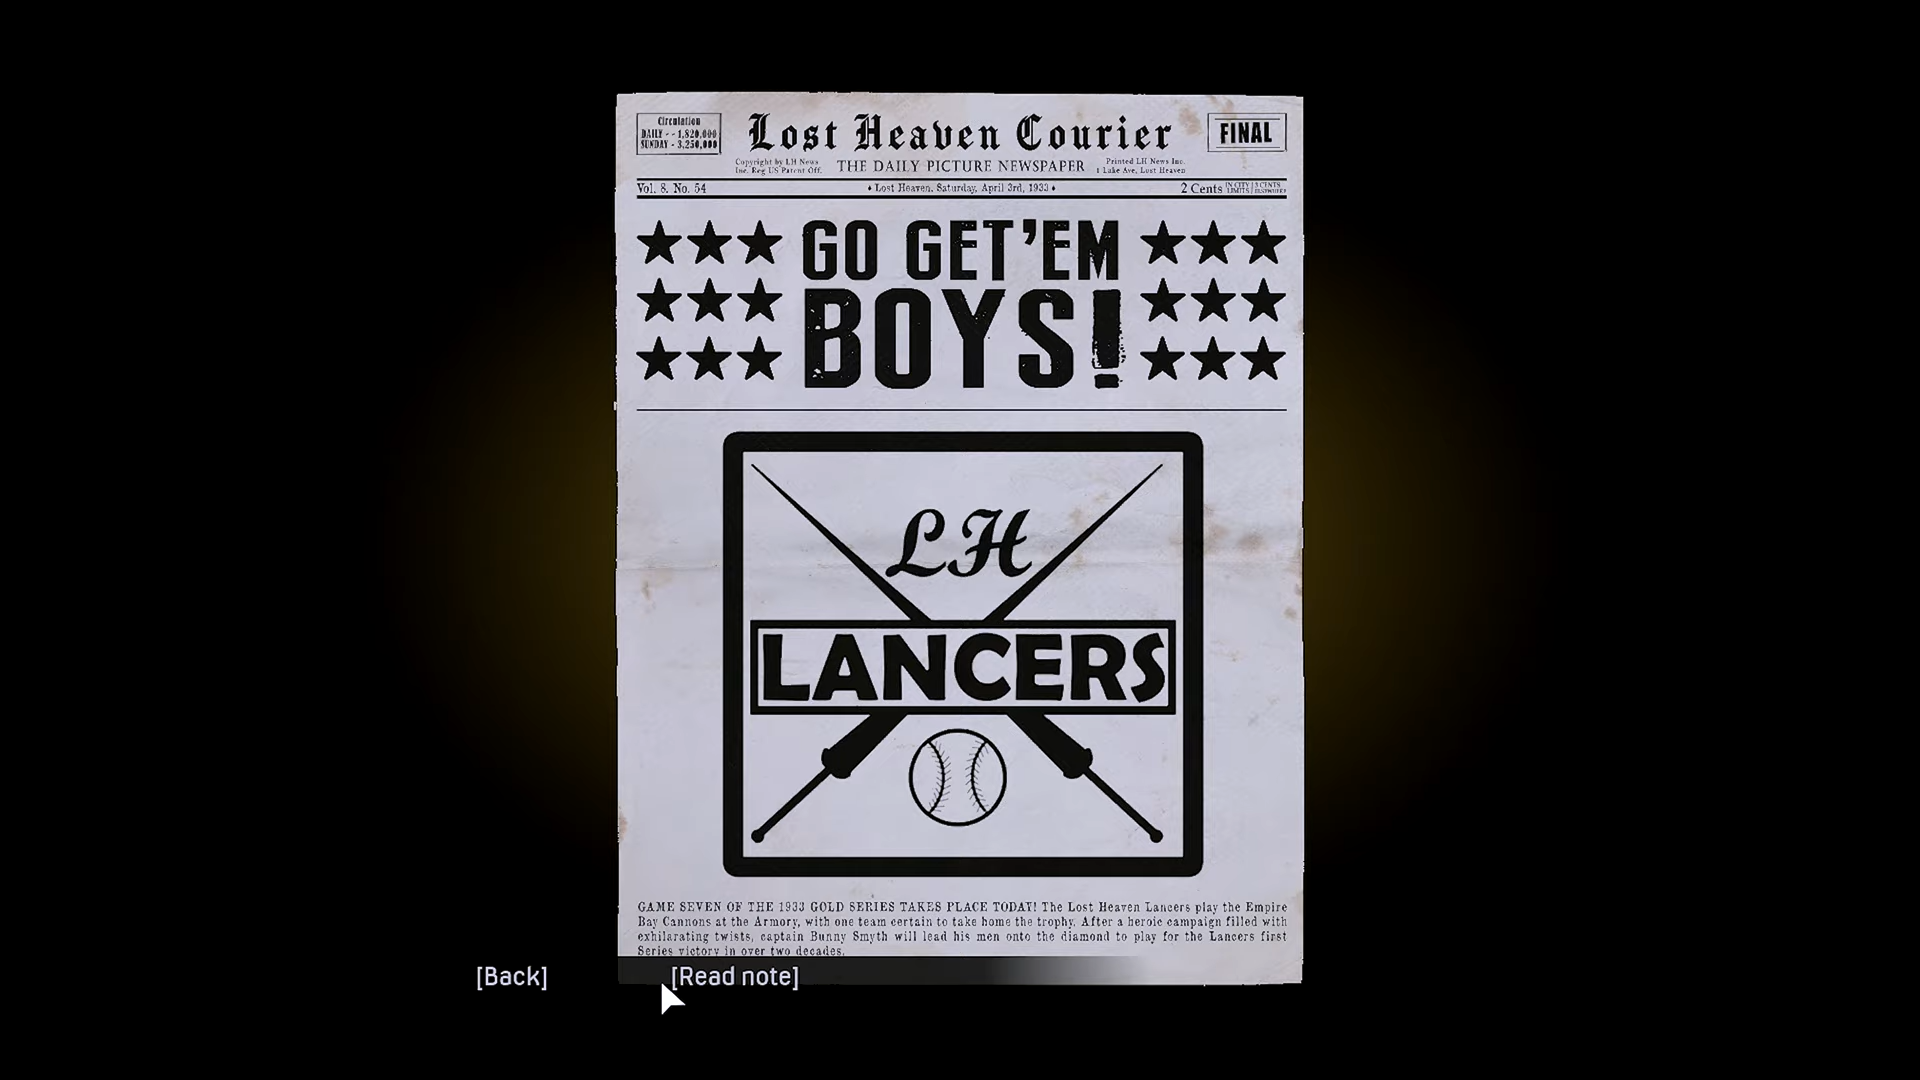 Circulation
DAILY - - 1,820,000
SUNDAY - 3,250,000
Lost Heaven Courier
FINAL
Copyright by LH News
Inc. Reg US Patent Off.
THE DAILY PICTURE NEWSPAPER
Printed LH News Inc.
1 Lake Ave, Lost Heaven
Vol. 8. No. 54
Lost Heaven, Saturday, April 3rd, 1933
2 Cents IN CITY LIMITS | 3 CENTS
GO GET'EM
BOYS!
LH
LANCERS
GAME SEVEN OF THE 1933 GOLD SERIES TAKES PLACE TODAY! The Lost Heaven Lancers play the Empire
Bay Cannons at the Armory, with one team certain to take home the trophy. After a heroic campaign filled with
exhilarating twists, captain Bunny Smyth will lead his men onto the diamond to play for the Lancers first
Series victory in over two decades.
[Back]
[Read note]